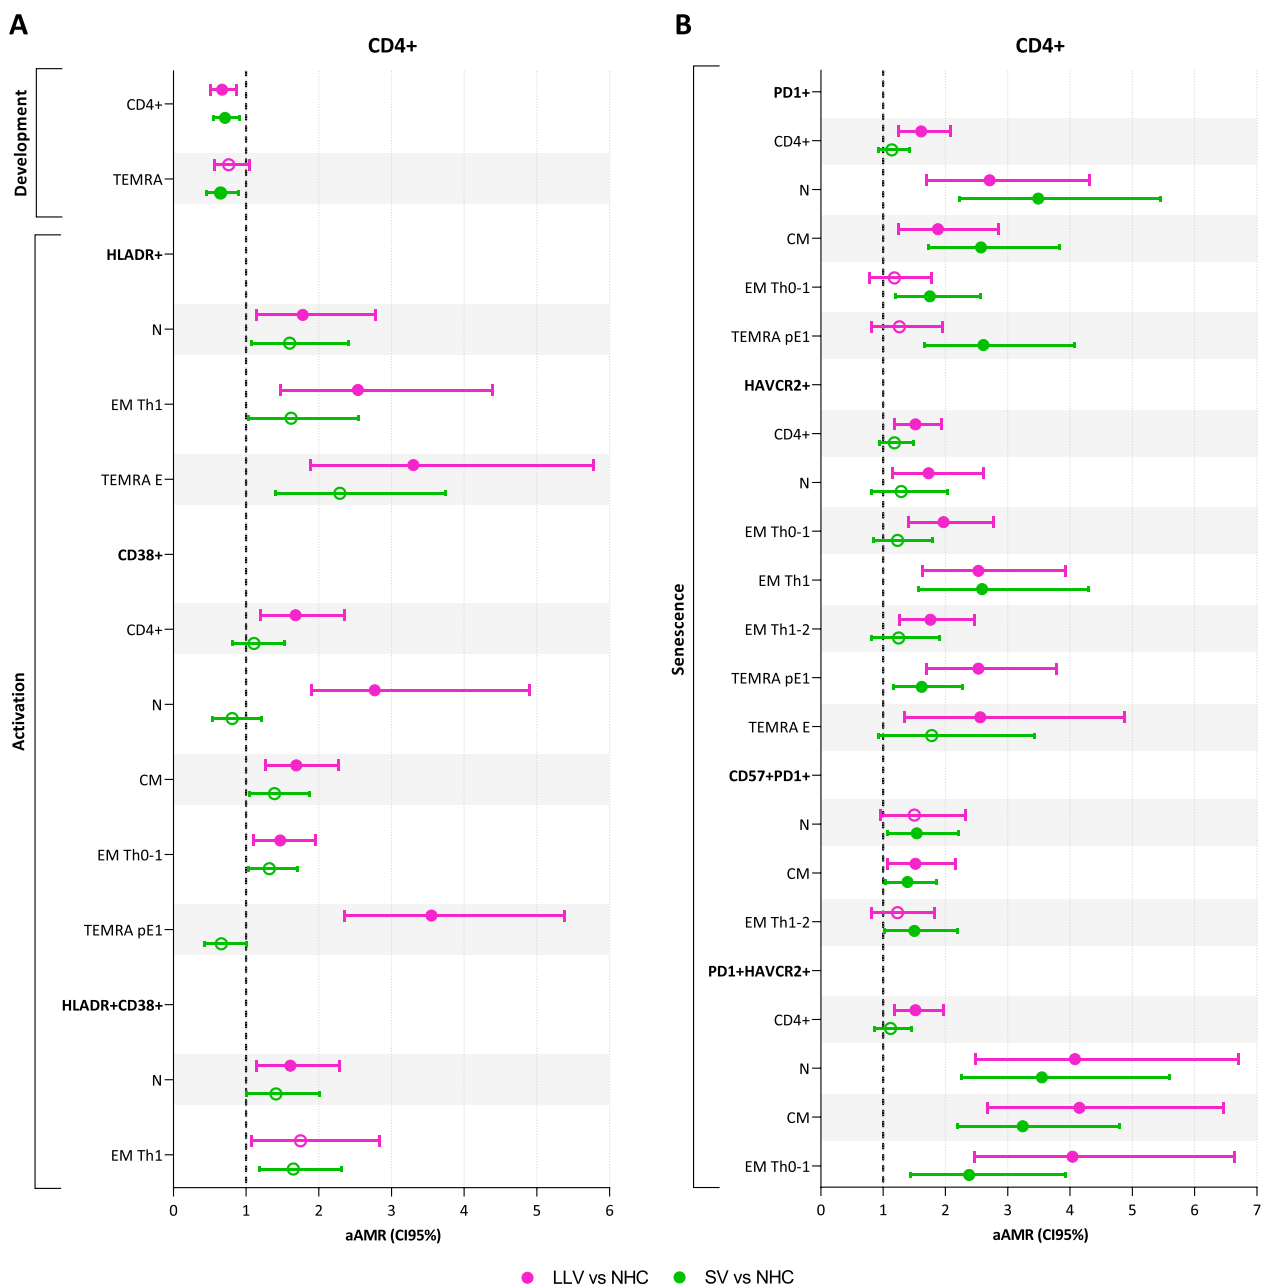 A
CD4+
Development
CD4+
TEMRA
Activation
HLADR+
N
EM Th1
TEMRA E
CD38+
CD4+
N
CM
EM Th0-1
TEMRA pE1
HLADR+CD38+
N
EM Th1
0 1 2 3 4 5 6
aAMR (CI95%)
B
CD4+
Senescence
PD1+
CD4+
N
CM
EM Th0-1
TEMRA pE1
HAVCR2+
CD4+
N
EM Th0-1
EM Th1
EM Th1-2
TEMRA pE1
TEMRA E
CD57+PD1+
N
CM
EM Th1-2
PD1+HAVCR2+
CD4+
N
CM
EM Th0-1
0 1 2 3 4 5 6 7
aAMR (CI95%)
LLV vs NHC SV vs NHC